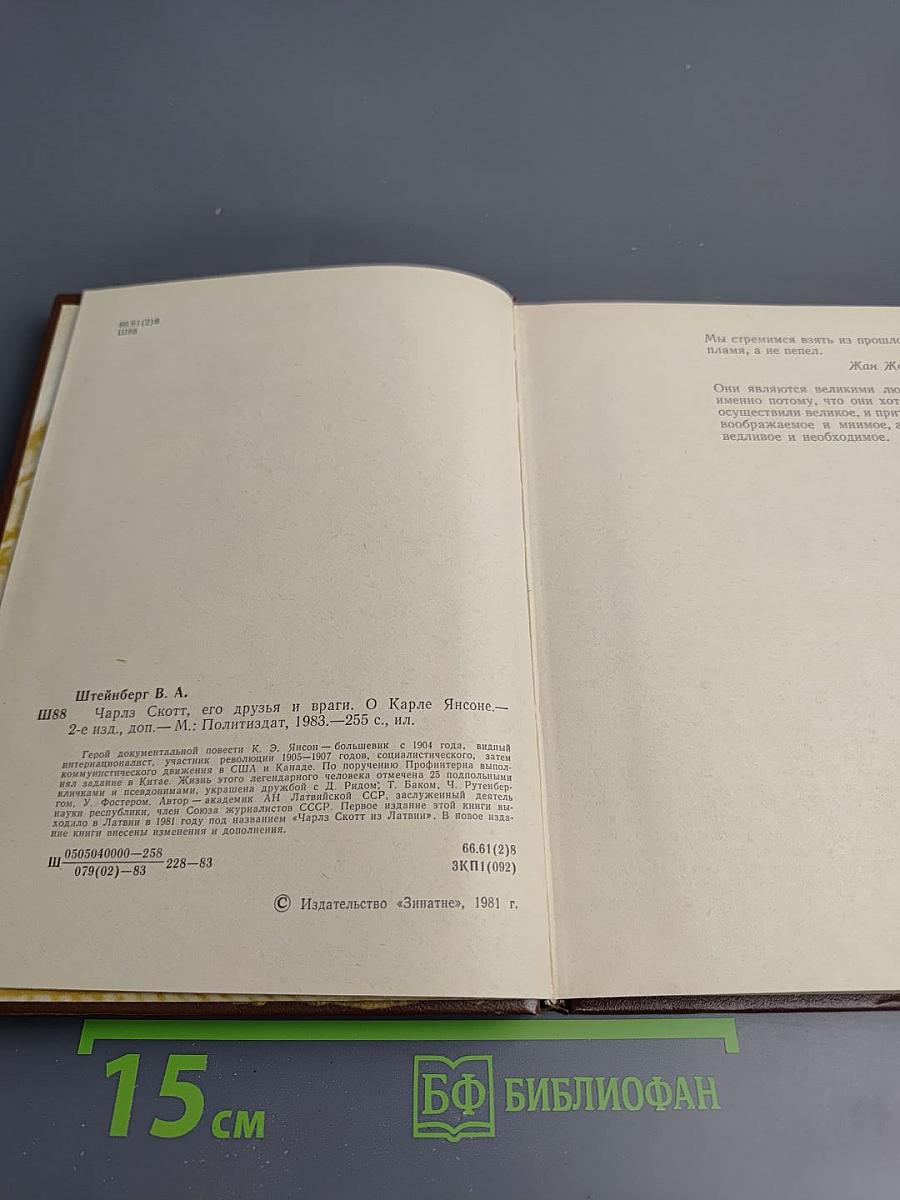 66.61(2)8
Ш88
Штейнберг В. А.
Ш88 Чарлз Скотт, его друзья и враги. О Карле Янсоне.—
2-е изд., доп.— М.: Политиздат, 1983.—255 с., ил.
Герой документальной повести К. Э. Янсон — большевик с 1904 года, видный
интернационалист, участник революции 1905—1907 годов, социалистического, затем
коммунистического движения в США и Канаде. По поручению Профинтерна выпол-
нял задание в Китае. Жизнь этого легендарного человека отмечена 25 подпольными
кличками и псевдонимами, украшена дружбой с Д. Ридом; Т. Баком, Ч. Рутенбер-
гом, У. Фостером. Автор — академик АН Латвийской ССР, заслуженный деятель
науки республики, член Союза журналистов СССР. Первое издание этой книги вы-
ходило в Латвии в 1981 году под названием «Чарлз Скотт из Латвии». В новое изда-
ние книги внесены изменения и дополнения.
Ш 0505040000—258 228—83
079(02)—83
66.61(2)8
3КП1(092)
© Издательство «Зинатне», 1981 г.
Мы стремимся взять из прошло
пламя, а не пепел.
Жан Же
Они являются великими лю
именно потому, что они хот
осуществили великое, и при
воображаемое и мнимое, а
ведливое и необходимое.
15 см
БФ БИБЛИОФАН